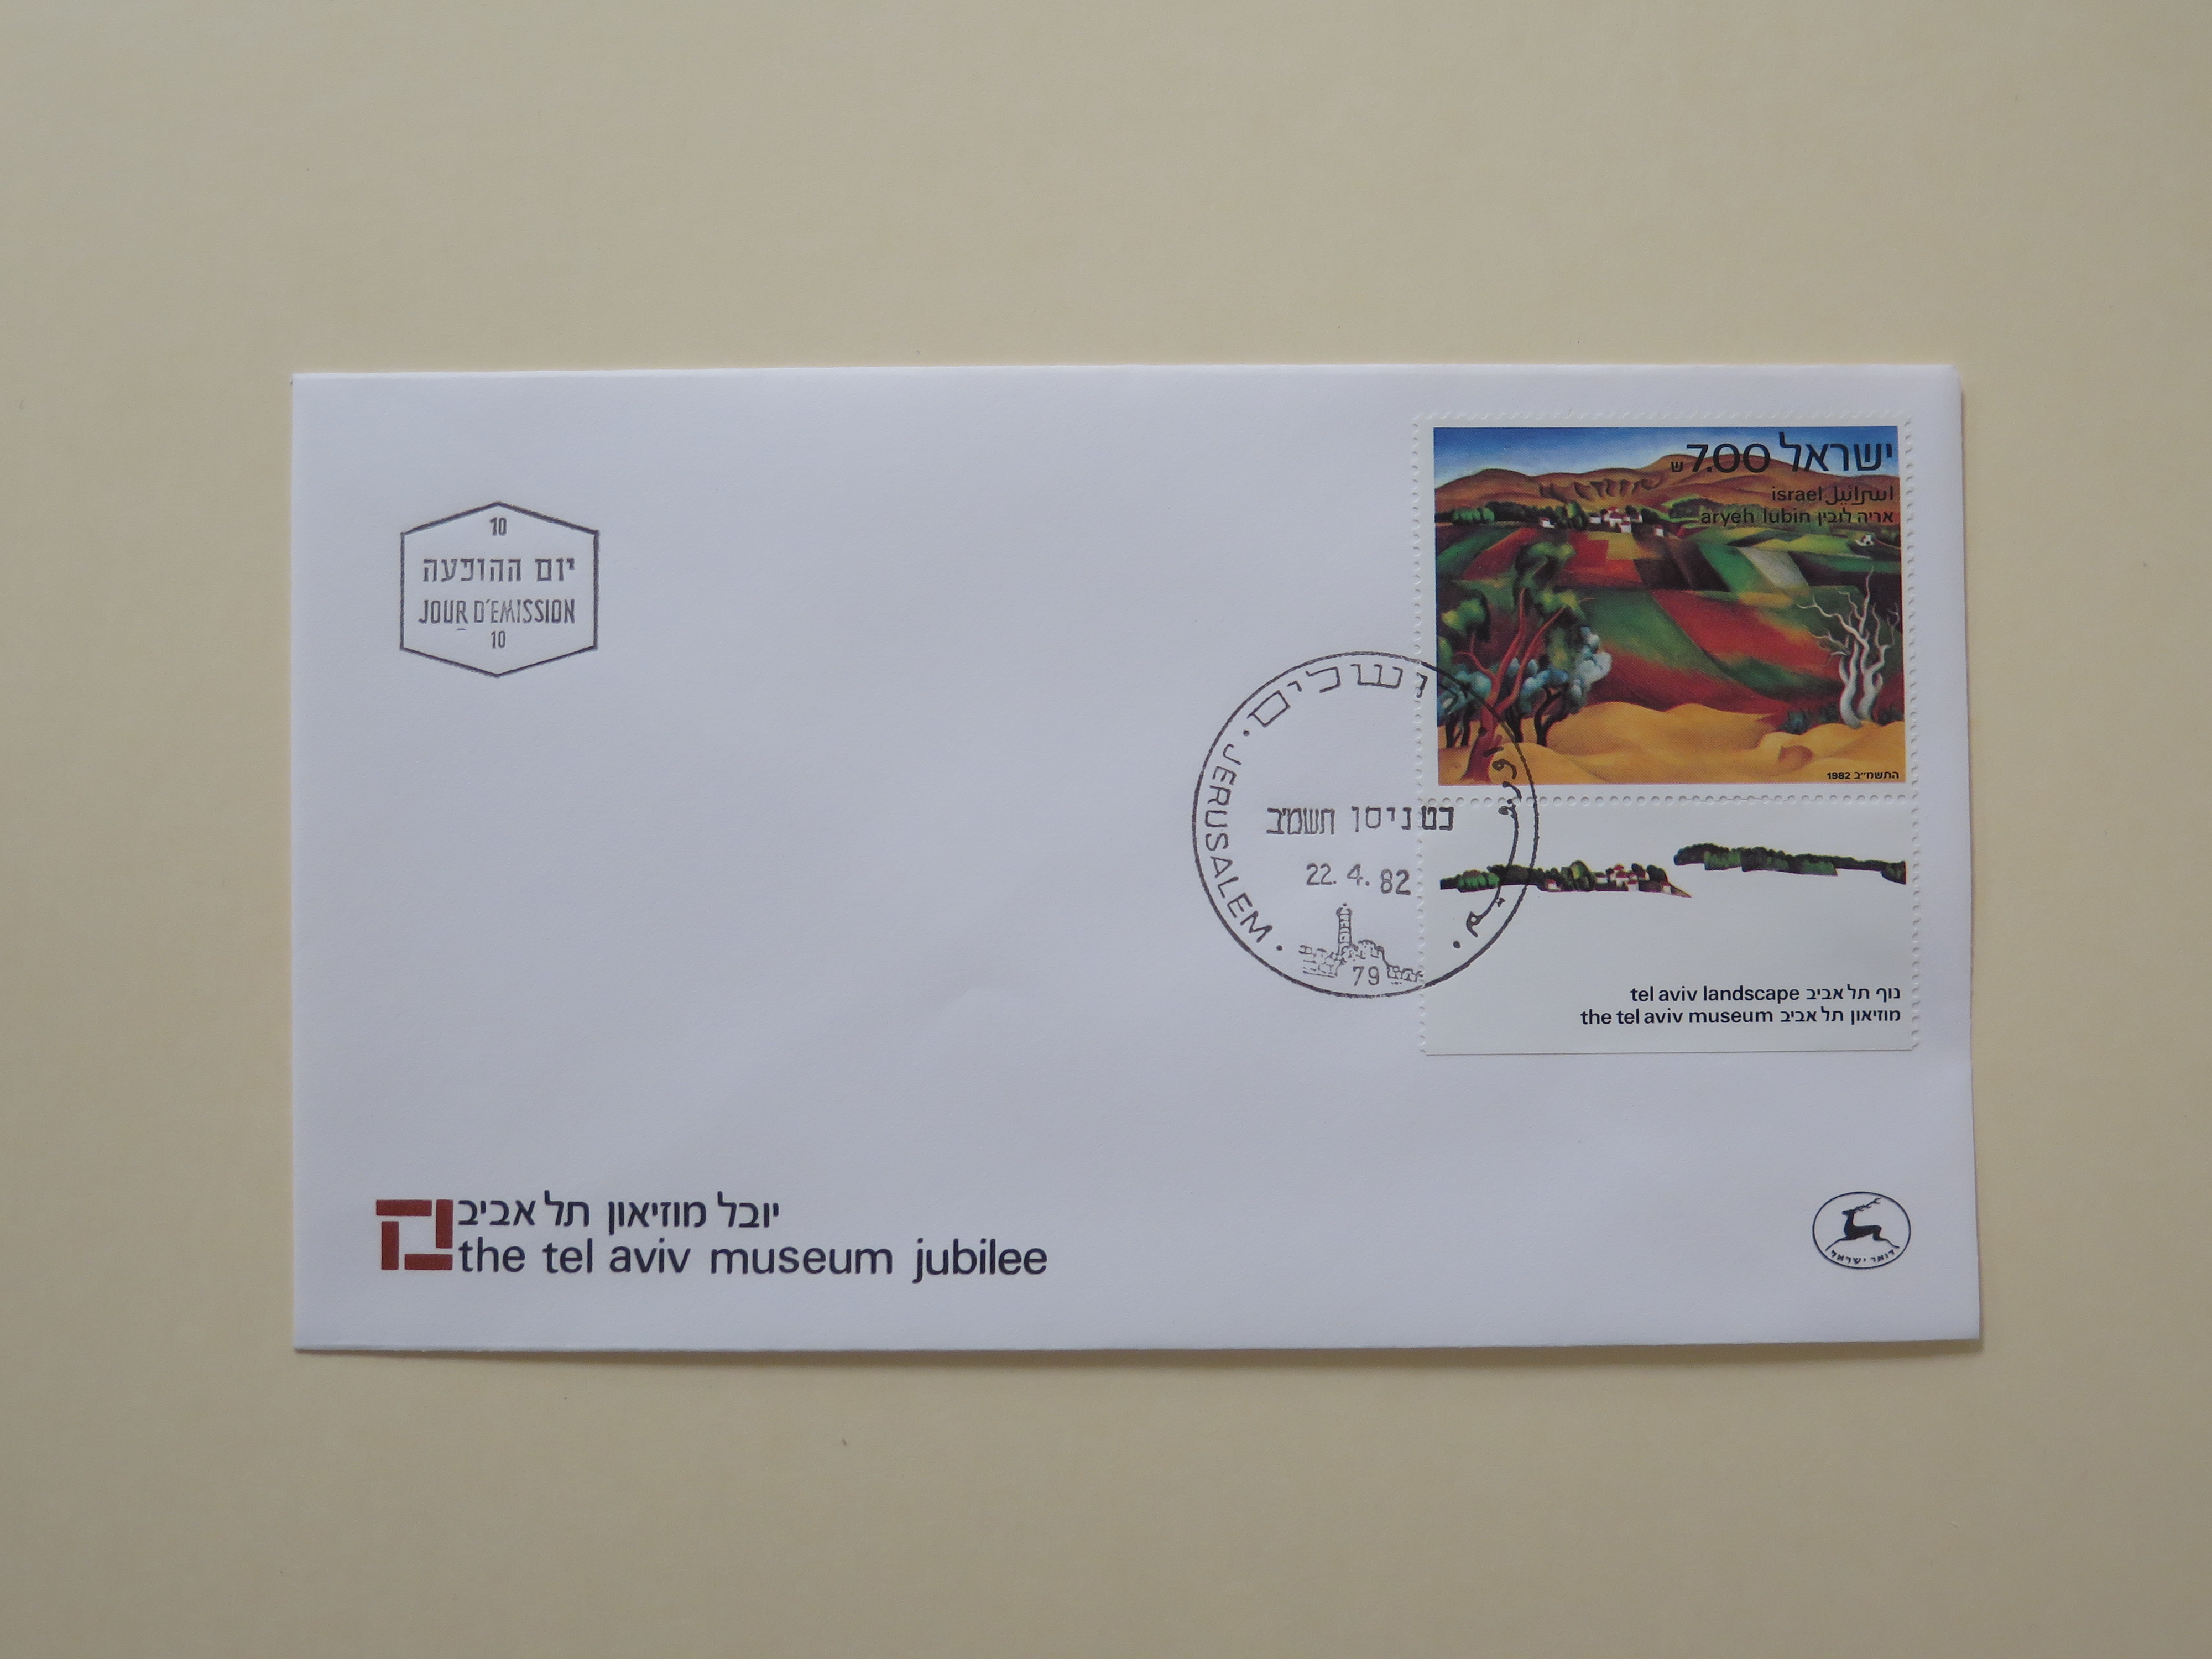 10
יום ההופעה
JOUR D'EMISSION
10
ישראל 7.00 ש
israel اسرائيل
aryeh lubin אריה לובין
התשמ״ב 1982
ירושלים
JERUSALEM
כט ניסן תשמ״ב
22.4.82
79
tel aviv landscape נוף תל אביב
the tel aviv museum מוזיאון תל אביב
יובל מוזיאון תל אביב
the tel aviv museum jubilee
דואר ישראל